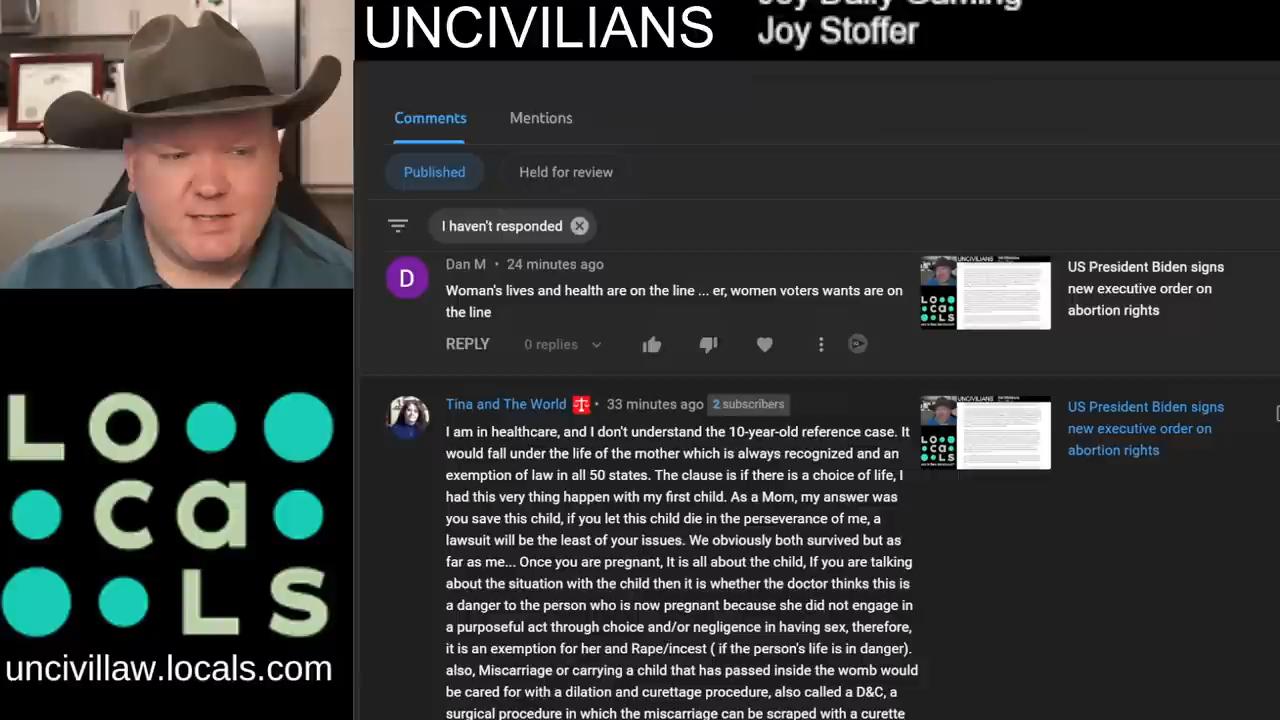 UNCIVILIANS
Joy Daily Gaming
Joy Stoffer
Comments
Mentions
Published
Held for review
I haven't responded
D
Dan M • 24 minutes ago
Woman's lives and health are on the line ... er, women voters wants are on
the line
REPLY
0 replies
US President Biden signs
new executive order on
abortion rights
Tina and The World • 33 minutes ago 2 subscribers
I am in healthcare, and I don't understand the 10-year-old reference case. It
would fall under the life of the mother which is always recognized and an
exemption of law in all 50 states. The clause is if there is a choice of life, I
had this very thing happen with my first child. As a Mom, my answer was
you save this child, if you let this child die in the perseverance of me, a
lawsuit will be the least of your issues. We obviously both survived but as
far as me... Once you are pregnant, It is all about the child, If you are talking
about the situation with the child then it is whether the doctor thinks this is
a danger to the person who is now pregnant because she did not engage in
a purposeful act through choice and/or negligence in having sex, therefore,
it is an exemption for her and Rape/incest ( if the person's life is in danger).
also, Miscarriage or carrying a child that has passed inside the womb would
be cared for with a dilation and curettage procedure, also called a D&C, a
surgical procedure in which the miscarriage can be scraped with a curette
US President Biden signs
new executive order on
abortion rights
LOCALS
uncivillaw.locals.com